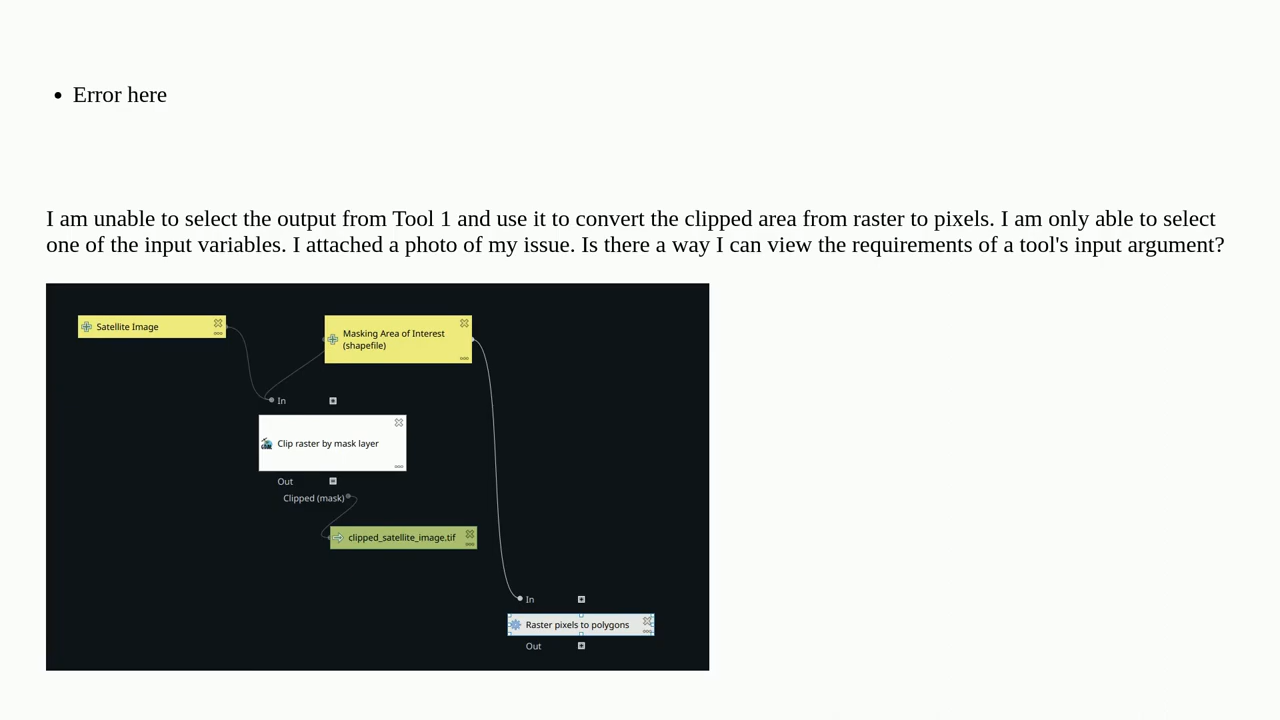 Error here
I am unable to select the output from Tool 1 and use it to convert the clipped area from raster to pixels. I am only able to select
one of the input variables. I attached a photo of my issue. Is there a way I can view the requirements of a tool's input argument?
Satellite Image
Masking Area of Interest
(shapefile)
In
Clip raster by mask layer
Out
Clipped (mask)
clipped_satellite_image.tif
In
Raster pixels to polygons
Out